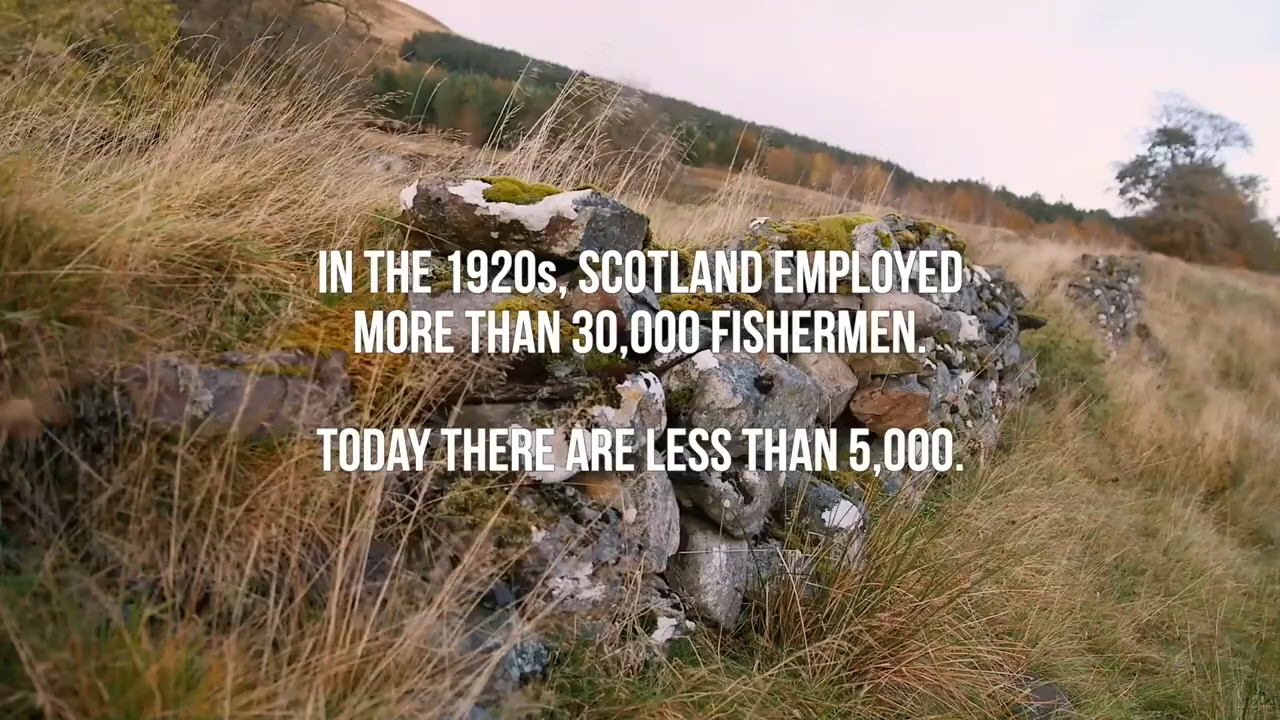 IN THE 1920s, SCOTLAND EMPLOYED
MORE THAN 30,000 FISHERMEN.
TODAY THERE ARE LESS THAN 5,000.